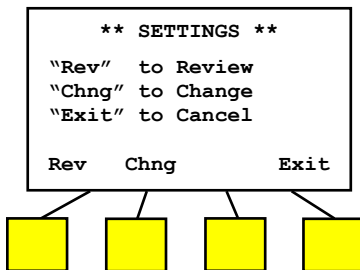 ** SETTINGS **
“Rev” to Review
“Chng” to Change
“Exit” to Cancel
Rev Chng Exit